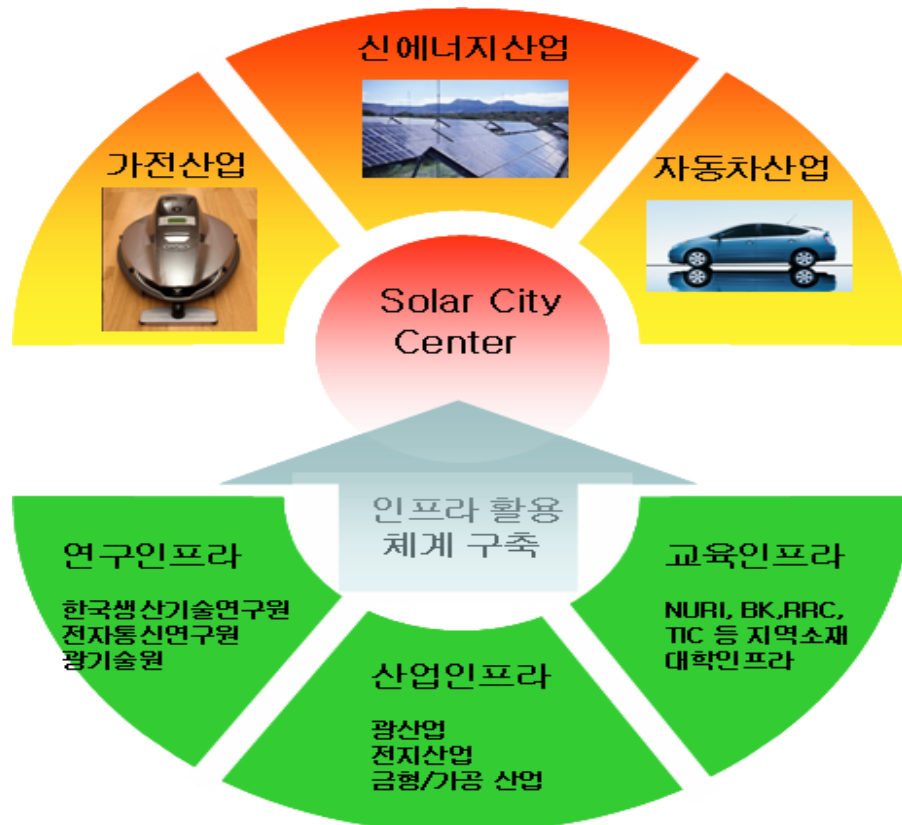 신에너지산업
가전산업
자동차산업
Solar City
Center
인프라 활용
체계 구축
연구인프라
한국생산기술연구원
전자통신연구원
광기술원
산업인프라
광산업
전지산업
금형/가공 산업
교육인프라
NURI, BK,RRC,
TIC 등 지역소재
대학인프라